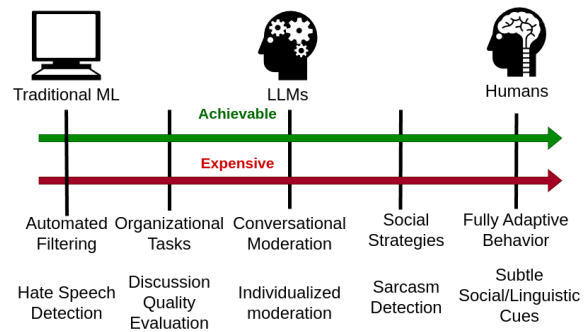 Traditional ML
LLMs
Humans
Achievable
Expensive
Automated
Filtering
Organizational
Tasks
Conversational
Moderation
Social
Strategies
Fully Adaptive
Behavior
Hate Speech
Detection
Discussion
Quality
Evaluation
Individualized
moderation
Sarcasm
Detection
Subtle
Social/Linguistic
Cues